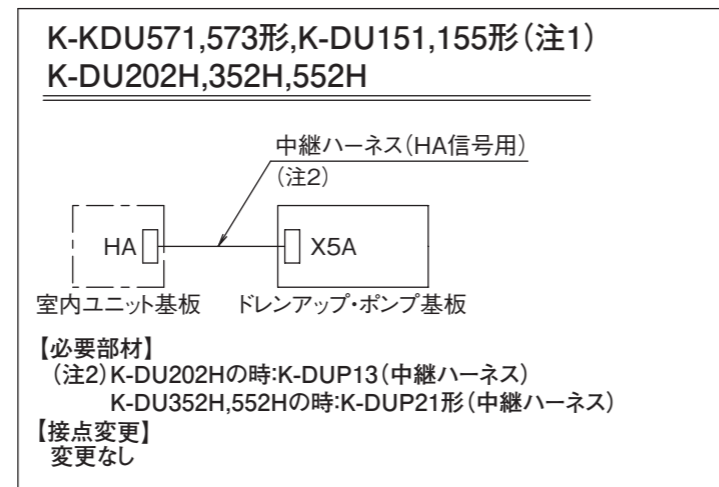 K-KDU571,573形,K-DU151,155形(注1)
K-DU202H,352H,552H
中継ハーネス(HA信号用)
(注2)
HA
X5A
室内ユニット基板
ドレンアップ・ポンプ基板
【必要部材】
(注2)K-DU202Hの時:K-DUP13(中継ハーネス)
K-DU352H,552Hの時:K-DUP21形(中継ハーネス)
【接点変更】
変更なし